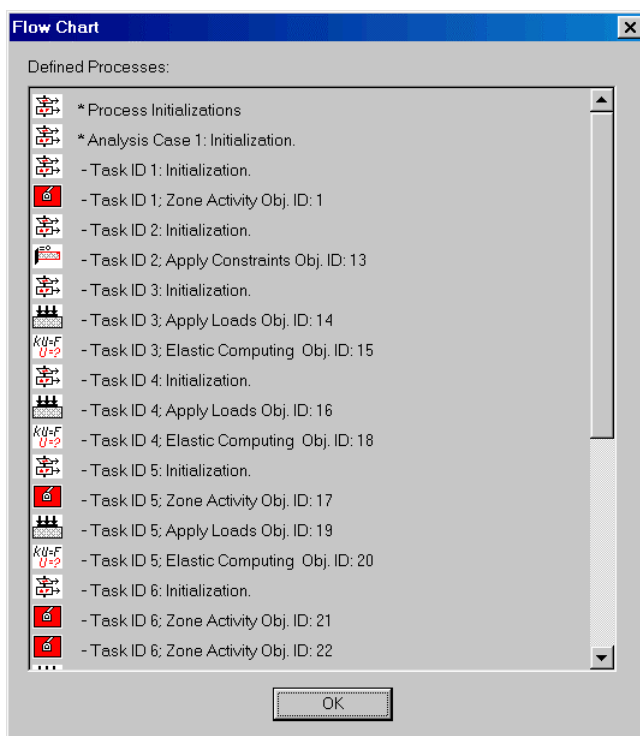 Flow Chart
Defined Processes:
* Process Initializations
* Analysis Case 1: Initialization.
- Task ID 1: Initialization.
- Task ID 1; Zone Activity Obj. ID: 1
- Task ID 2: Initialization.
- Task ID 2; Apply Constraints Obj. ID: 13
- Task ID 3: Initialization.
- Task ID 3; Apply Loads Obj. ID: 14
KU=F
U=?
- Task ID 3; Elastic Computing Obj. ID: 15
- Task ID 4: Initialization.
- Task ID 4; Apply Loads Obj. ID: 16
KU=F
U=?
- Task ID 4; Elastic Computing Obj. ID: 18
- Task ID 5: Initialization.
- Task ID 5; Zone Activity Obj. ID: 17
- Task ID 5; Apply Loads Obj. ID: 19
KU=F
U=?
- Task ID 5; Elastic Computing Obj. ID: 20
- Task ID 6: Initialization.
- Task ID 6; Zone Activity Obj. ID: 21
- Task ID 6; Zone Activity Obj. ID: 22
OK